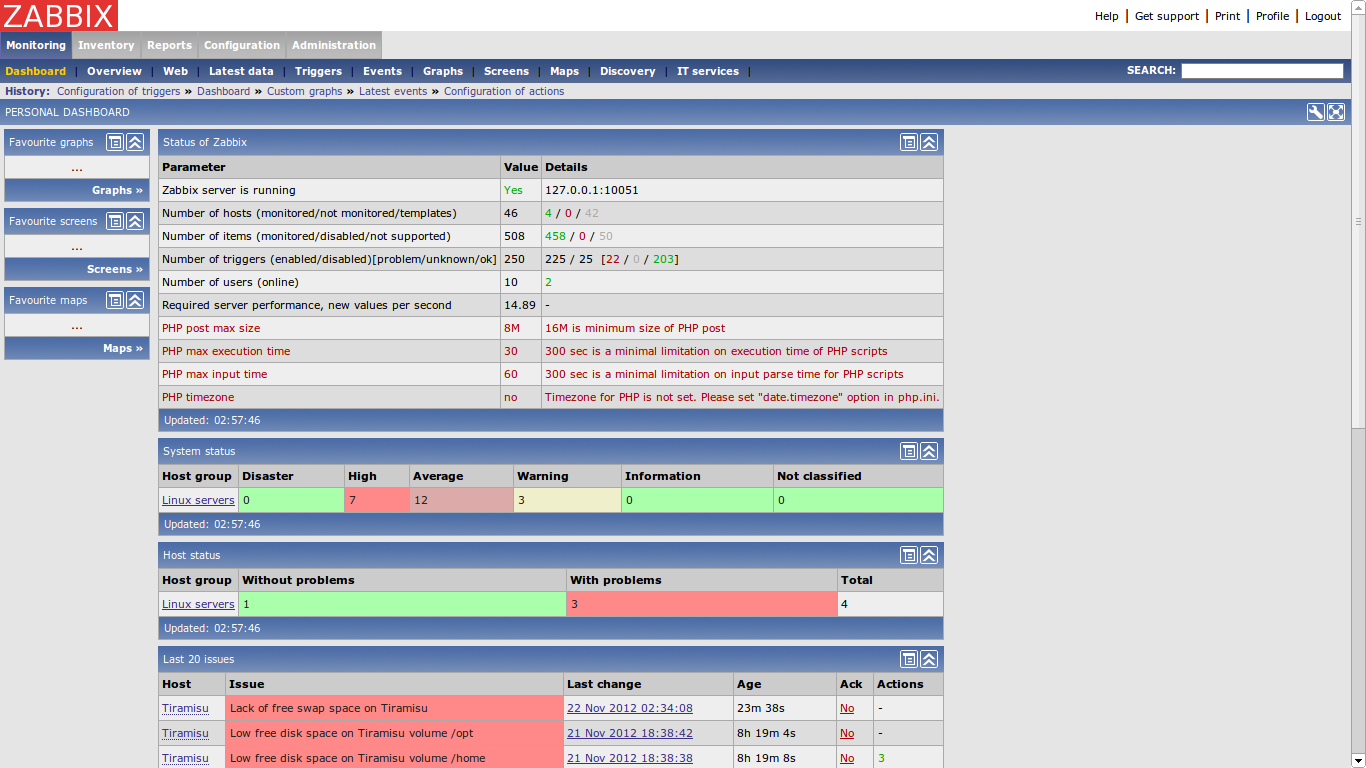 ZABBIX
Help | Get support | Print | Profile | Logout
Monitoring Inventory Reports Configuration Administration
Dashboard | Overview | Web | Latest data | Triggers | Events | Graphs | Screens | Maps | Discovery | IT services | SEARCH:
History: Configuration of triggers » Dashboard » Custom graphs » Latest events » Configuration of actions
PERSONAL DASHBOARD
Favourite graphs
...
Graphs »
Favourite screens
...
Screens »
Favourite maps
...
Maps »
Status of Zabbix
Parameter Value Details
Zabbix server is running Yes 127.0.0.1:10051
Number of hosts (monitored/not monitored/templates) 46 4 / 0 / 42
Number of items (monitored/disabled/not supported) 508 458 / 0 / 50
Number of triggers (enabled/disabled)[problem/unknown/ok] 250 225 / 25 [22 / 0 / 203]
Number of users (online) 10 2
Required server performance, new values per second 14.89 -
PHP post max size 8M 16M is minimum size of PHP post
PHP max execution time 30 300 sec is a minimal limitation on execution time of PHP scripts
PHP max input time 60 300 sec is a minimal limitation on input parse time for PHP scripts
PHP timezone no Timezone for PHP is not set. Please set "date.timezone" option in php.ini.
Updated: 02:57:46
System status
Host group Disaster High Average Warning Information Not classified
Linux servers 0 7 12 3 0 0
Updated: 02:57:46
Host status
Host group Without problems With problems Total
Linux servers 1 3 4
Updated: 02:57:46
Last 20 issues
Host Issue Last change Age Ack Actions
Tiramisu Lack of free swap space on Tiramisu 22 Nov 2012 02:34:08 23m 38s No -
Tiramisu Low free disk space on Tiramisu volume /opt 21 Nov 2012 18:38:42 8h 19m 4s No -
Tiramisu Low free disk space on Tiramisu volume /home 21 Nov 2012 18:38:38 8h 19m 8s No 3